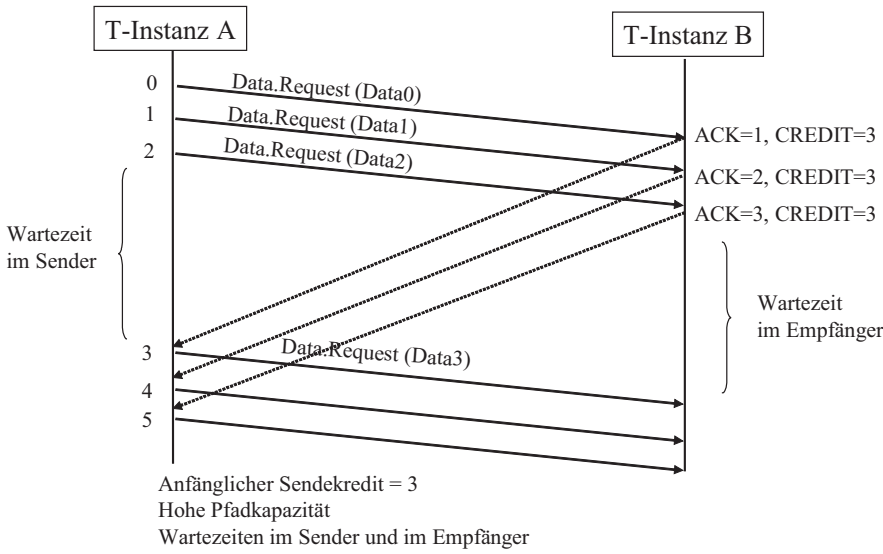 T-Instanz A
T-Instanz B
0
Data.Request (Data0)
1
Data.Request (Data1)
ACK=1, CREDIT=3
2
Data.Request (Data2)
ACK=2, CREDIT=3
ACK=3, CREDIT=3
Wartezeit
im Sender
Wartezeit
im Empfänger
3
Data.Request (Data3)
4
5
Anfänglicher Sendekredit = 3
Hohe Pfadkapazität
Wartezeiten im Sender und im Empfänger